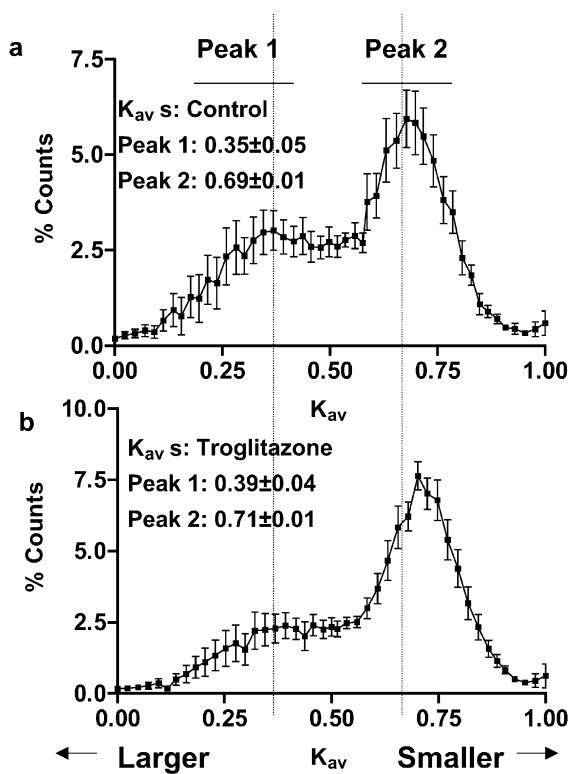 a
Peak 1 Peak 2
7.5
Kav s: Control
Peak 1: 0.35±0.05
Peak 2: 0.69±0.01
5.0
% Counts
2.5
0.0
0.00 0.25 0.50 0.75 1.00
Kav
b
10.0
Kav s: Troglitazone
Peak 1: 0.39±0.04
Peak 2: 0.71±0.01
7.5
% Counts
5.0
2.5
0.0
0.00 0.25 0.50 0.75 1.00
Larger Kav Smaller